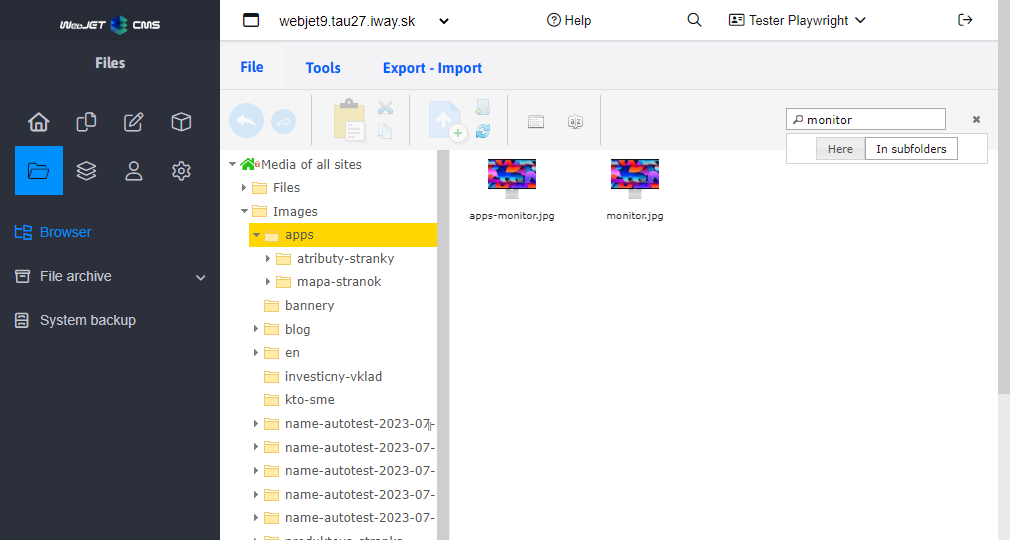 WebJET CMS
webjet9.tau27.iway.sk
Help
Tester Playwright
Files
File
Tools
Export - Import
monitor
Here
In subfolders
Browser
File archive
System backup
Media of all sites
Files
Images
apps
atributy-stranky
mapa-stranok
bannery
blog
en
investicny-vklad
kto-sme
name-autotest-2023-07-
name-autotest-2023-07-
name-autotest-2023-07-
name-autotest-2023-07-
name-autotest-2023-07-
apps-monitor.jpg
monitor.jpg